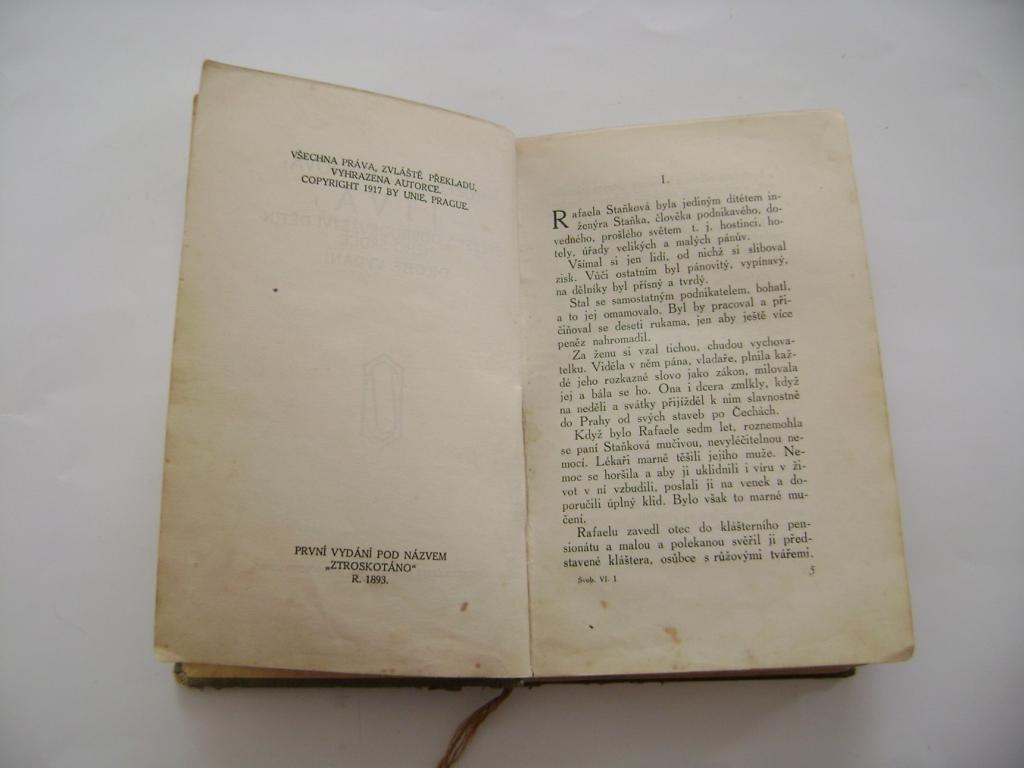 VŠECHNA PRÁVA, ZVLÁŠTĚ PŘEKLADU,
VYHRAZENA AUTORCE.
COPYRIGHT 1917 BY UNIE, PRAGUE.
PRVNÍ VYDÁNÍ POD NÁZVEM
„ZTROSKOTÁNO“
R. 1893.
I.
Rafaela Staňková byla jediným dítětem in-
ženýra Staňka, člověka podnikavého, do-
vedného, prošlého světem t. j. hostinci, ho-
tely, úřady velikých a malých pánův.
Všímal si jen lidí, od nichž si sliboval
zisk. Vůči ostatním byl pánovitý, vypínavý,
na dělníky byl přísný a tvrdý.
Stal se samostatným podnikatelem, bohatl,
a to jej omamovalo. Byl by pracoval a při-
čiňoval se deseti rukama, jen aby ještě více
peněz nahromadil.
Za ženu si vzal tichou, chudou vychova-
telku. Viděla v něm pána, vladaře, plnila kaž-
dé jeho rozkazné slovo jako zákon, milovala
jej a bála se ho. Ona i dcera zmlkly, když
na neděli a svátky přijížděl k nim slavnostně
do Prahy od svých staveb po Čechách.
Když bylo Rafaele sedm let, roznemohla
se paní Staňková mučivou, nevyléčitelnou ne-
mocí. Lékaři marně těšili jejího muže. Ne-
moc se horšila a aby ji uklidnili i víru v ži-
vot v ní vzbudili, poslali ji na venek a do-
poručili úplný klid. Bylo však to marné mu-
čení.
Rafaelu zavedl otec do klášterního pen-
sionátu a malou a polekanou svěřil ji před-
stavené kláštera, osůbce s růžovými tvářemi.
Svob. VI. 1
5